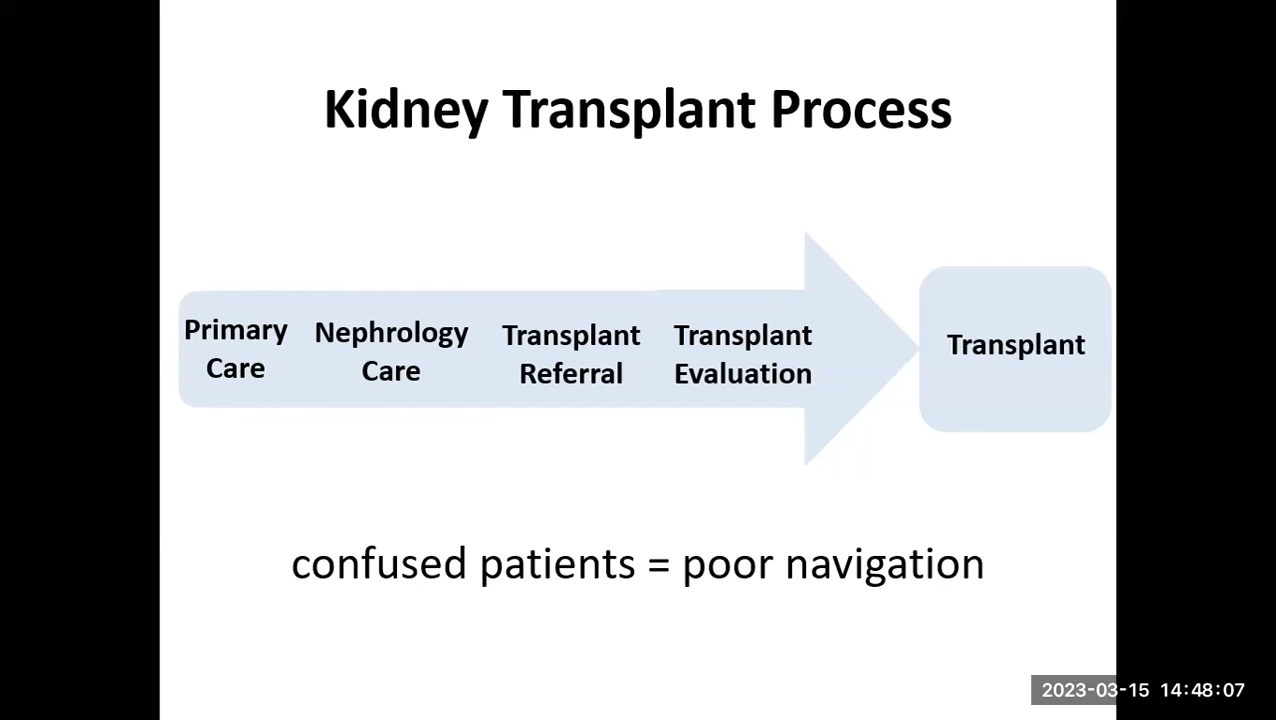 Kidney Transplant Process
Primary
Care
Nephrology
Care
Transplant
Referral
Transplant
Evaluation
Transplant
confused patients = poor navigation
2023-03-15 14:48:07